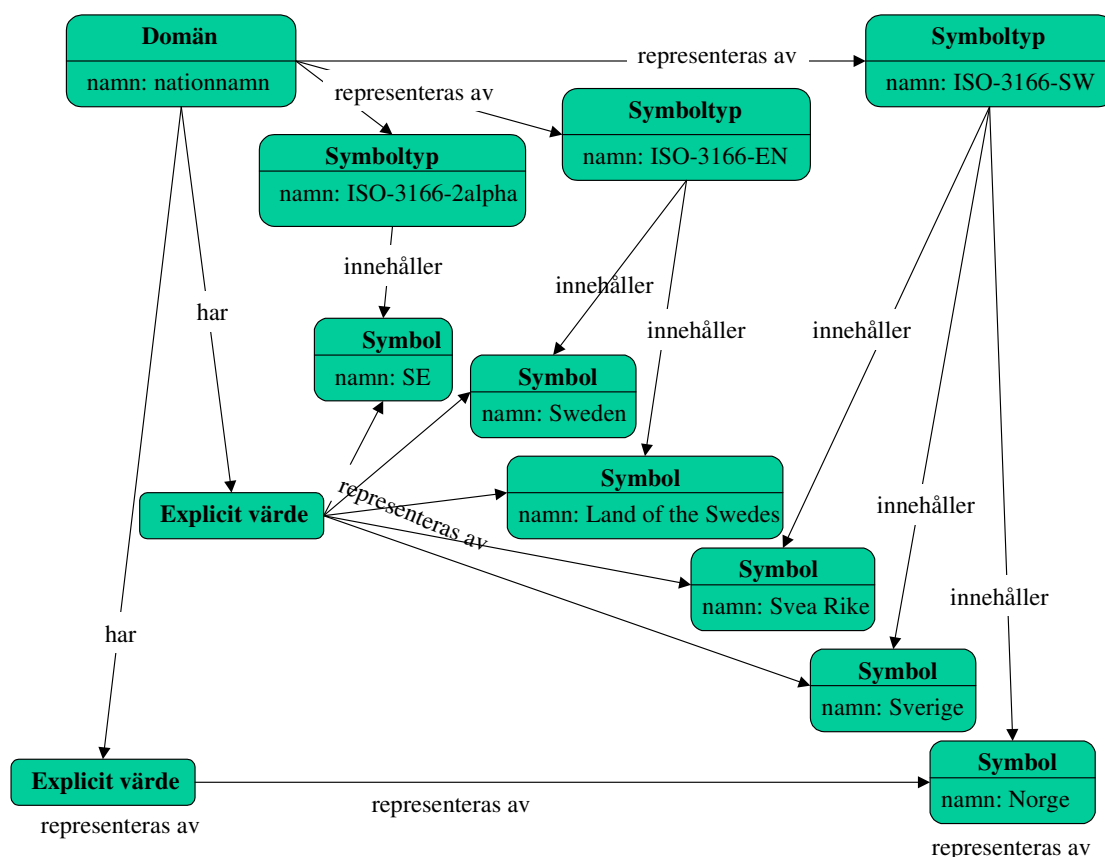 Domän
namn: nationnamn
representeras av
Symboltyp
namn: ISO-3166-SW
representeras av
Symboltyp
namn: ISO-3166-EN
Symboltyp
namn: ISO-3166-2alpha
innehåller
innehåller
har
innehåller
innehåller
Symbol
namn: SE
Symbol
namn: Sweden
Symbol
namn: Land of the Swedes
representeras av
Explicit värde
innehåller
Symbol
namn: Svea Rike
innehåller
har
Symbol
namn: Sverige
Explicit värde
Symbol
namn: Norge
representeras av
representeras av
representeras av